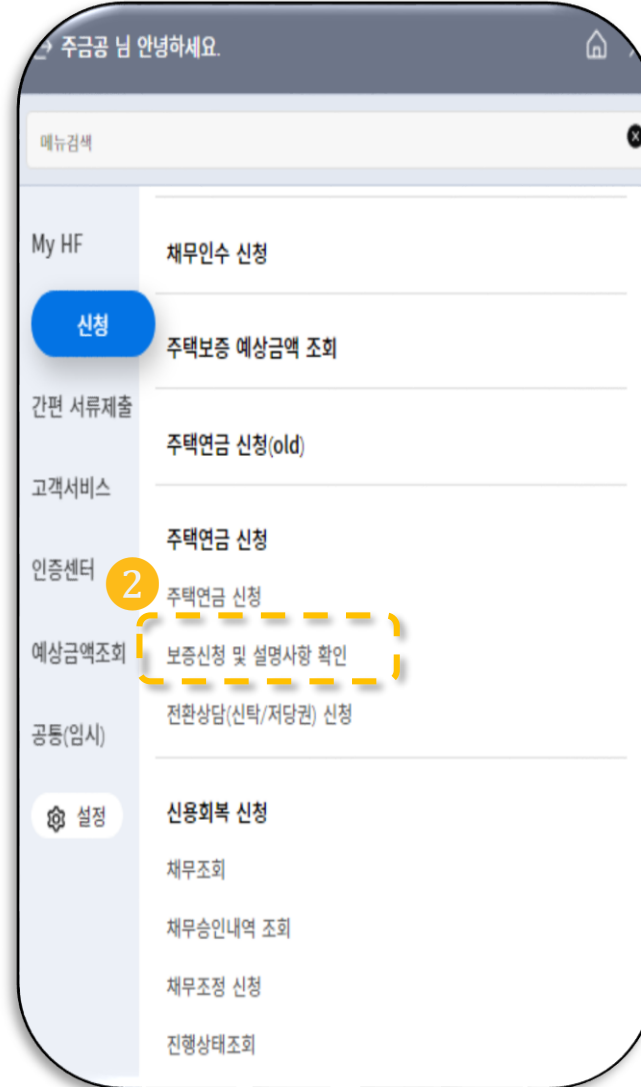 주금공 님 안녕하세요.
메뉴검색
My HF
신청
간편 서류제출
고객서비스
인증센터
예상금액조회
공통(임시)
설정
채무인수 신청
주택보증 예상금액 조회
주택연금 신청(old)
주택연금 신청
2
주택연금 신청
보증신청 및 설명사항 확인
전환상담(신탁/저당권) 신청
신용회복 신청
채무조회
채무승인내역 조회
채무조정 신청
진행상태조회